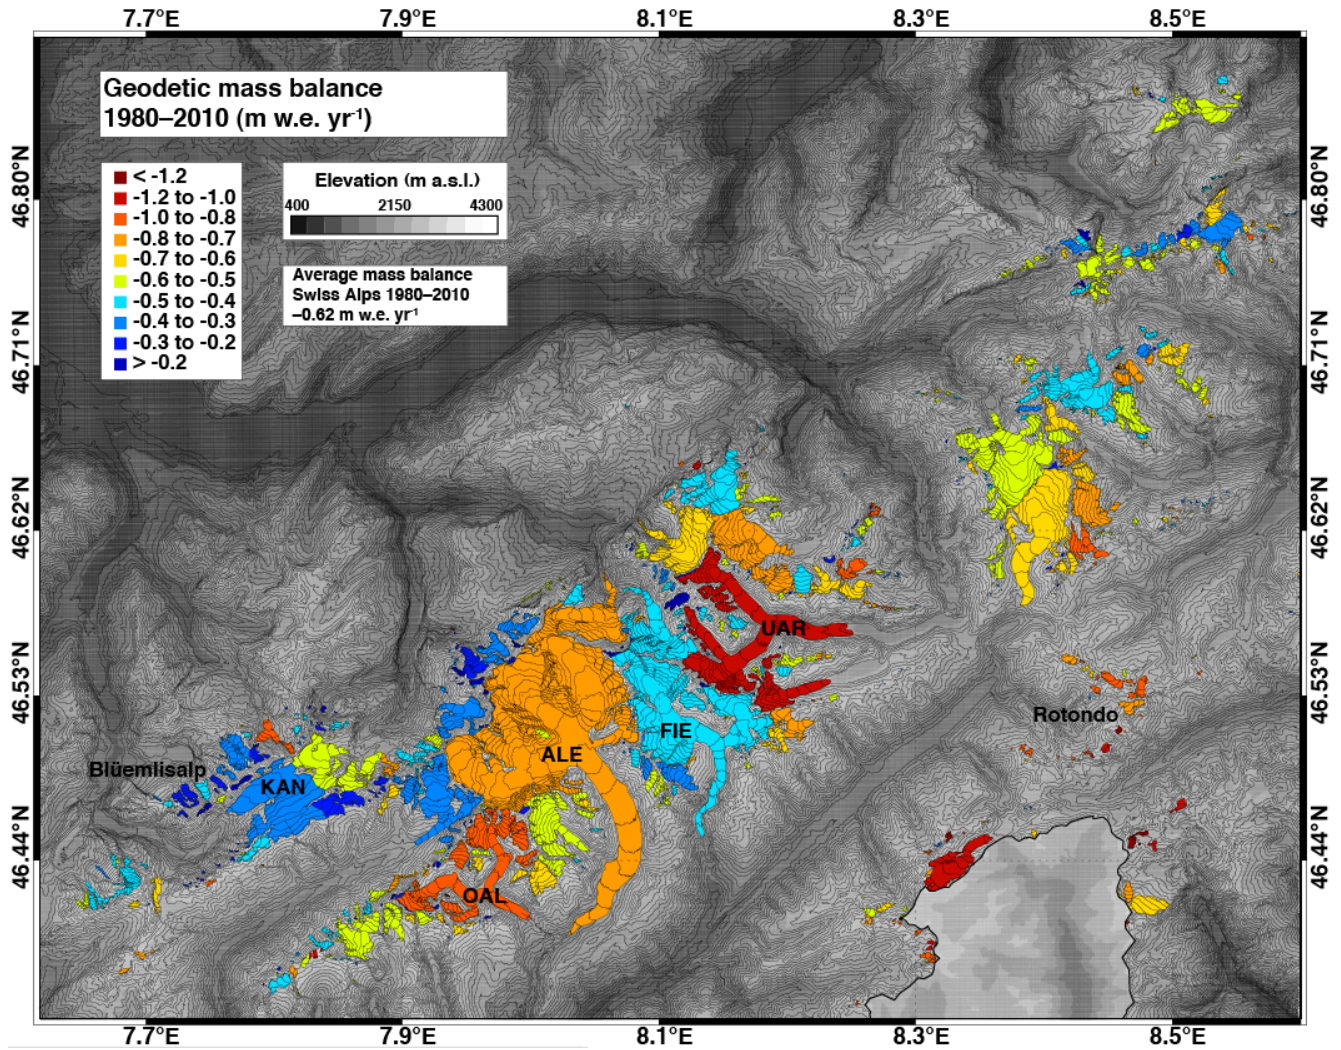 7.7°E 7.9°E 8.1°E 8.3°E 8.5°E
Geodetic mass balance
1980–2010 (m w.e. yr⁻¹)
< -1.2
-1.2 to -1.0
-1.0 to -0.8
-0.8 to -0.7
-0.7 to -0.6
-0.6 to -0.5
-0.5 to -0.4
-0.4 to -0.3
-0.3 to -0.2
> -0.2
Elevation (m a.s.l.)
400 2150 4300
Average mass balance
Swiss Alps 1980–2010
–0.62 m w.e. yr⁻¹
46.80°N 46.80°N
46.71°N 46.71°N
46.62°N 46.62°N
46.53°N 46.53°N
46.44°N 46.44°N
UAR
Rotondo
FIE
ALE
Blüemlisalp
KAN
OAL
7.7°E 7.9°E 8.1°E 8.3°E 8.5°E